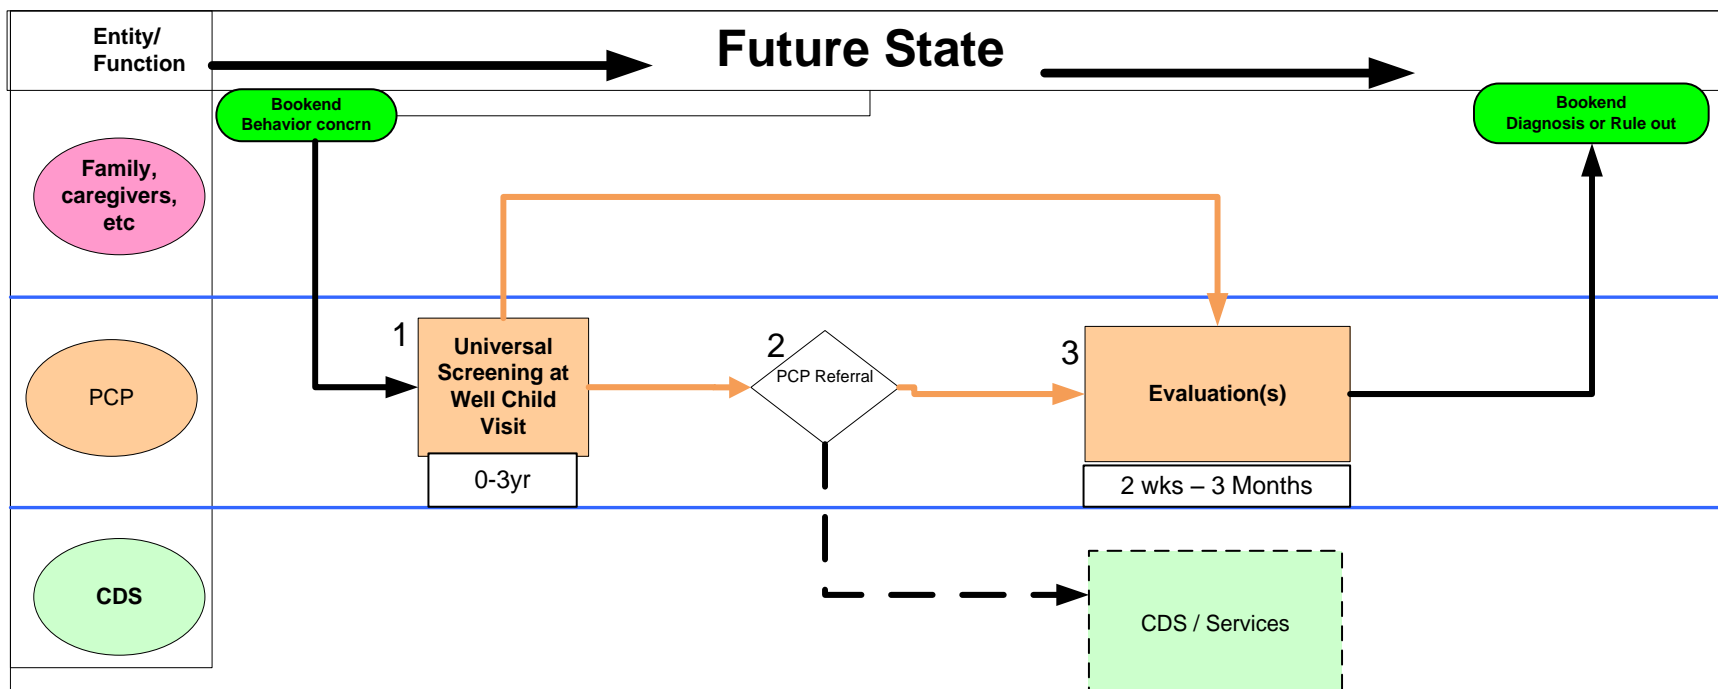 Entity/
Function
Future State
Bookend
Behavior concrn
Bookend
Diagnosis or Rule out
Family,
caregivers,
etc
PCP
1
Universal
Screening at
Well Child
Visit
0-3yr
2
PCP Referral
3
Evaluation(s)
2 wks – 3 Months
CDS
CDS / Services